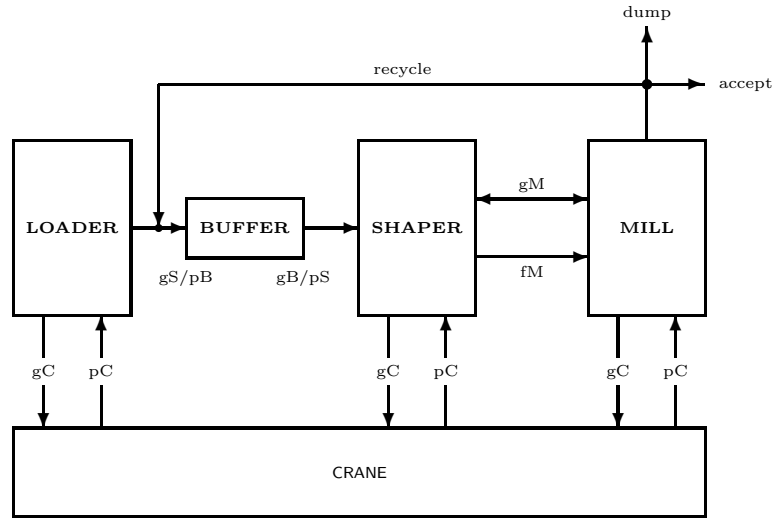 dump
recycle
accept
gM
LOADER
BUFFER
SHAPER
MILL
gS/pB
gB/pS
fM
gC
pC
gC
pC
gC
pC
CRANE